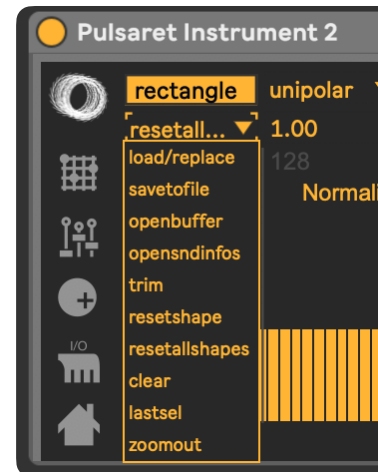 Pulsaret Instrument 2
rectangle unipolar
resetall... 1.00
load/replace 128
savetofile Normali
openbuffer
opensndinfos
trim
resetshape
I/O resetallshapes
clear
lastsel
zoomout